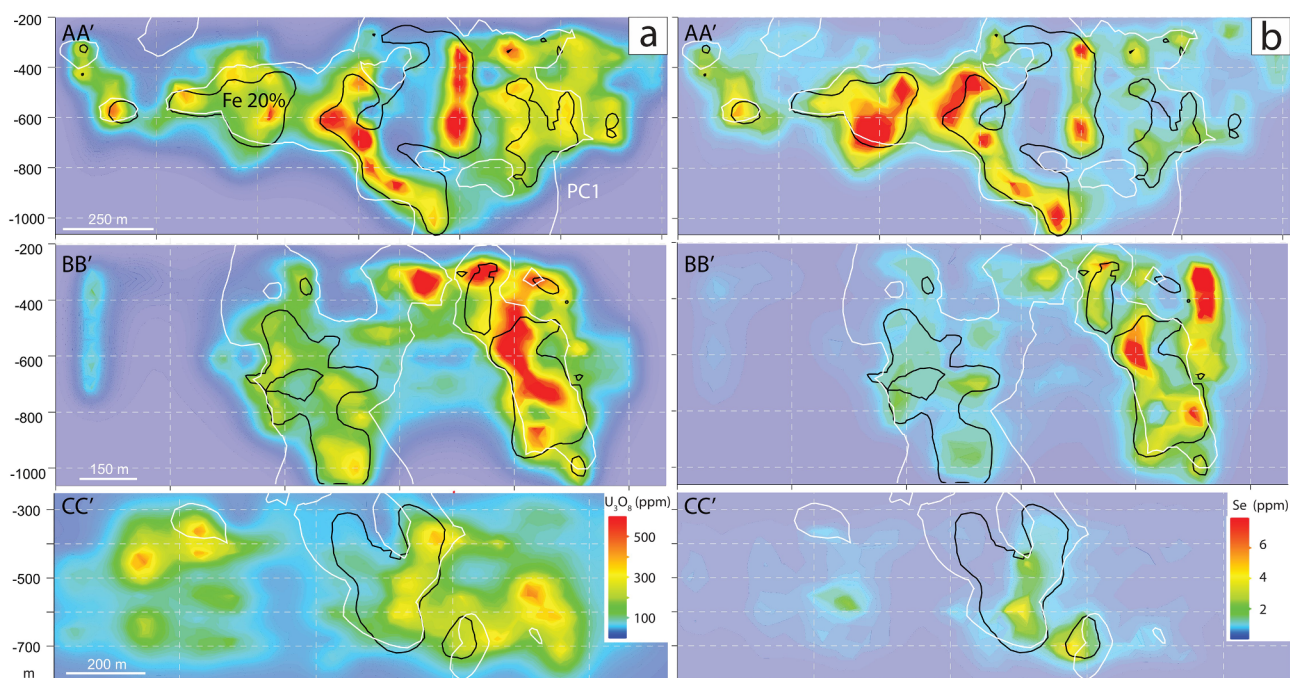 AA’
a
-200
-400
-600
-800
-1000
Fe 20%
PC1
250 m
AA’
b
BB’
-200
-400
-600
-800
-1000
150 m
BB’
CC’
-300
-500
-700
m
200 m
U3O8 (ppm)
500
300
100
CC’
Se (ppm)
6
4
2